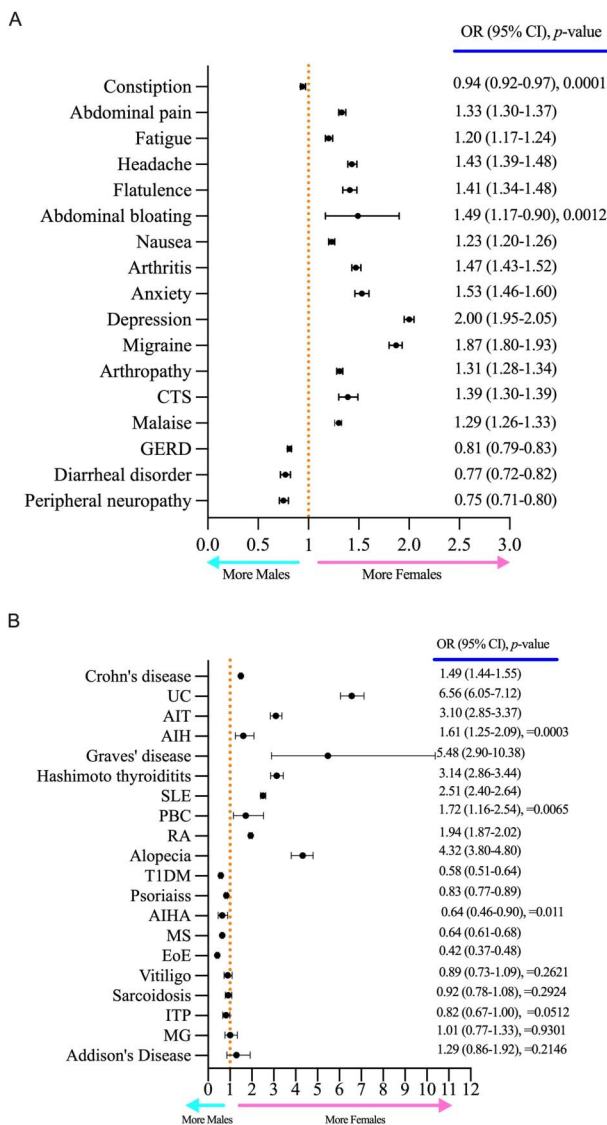 A
OR (95% CI), p-value
Constiption 0.94 (0.92-0.97), 0.0001
Abdominal pain 1.33 (1.30-1.37)
Fatigue 1.20 (1.17-1.24)
Headache 1.43 (1.39-1.48)
Flatulence 1.41 (1.34-1.48)
Abdominal bloating 1.49 (1.17-0.90), 0.0012
Nausea 1.23 (1.20-1.26)
Arthritis 1.47 (1.43-1.52)
Anxiety 1.53 (1.46-1.60)
Depression 2.00 (1.95-2.05)
Migraine 1.87 (1.80-1.93)
Arthropathy 1.31 (1.28-1.34)
CTS 1.39 (1.30-1.39)
Malaise 1.29 (1.26-1.33)
GERD 0.81 (0.79-0.83)
Diarrheal disorder 0.77 (0.72-0.82)
Peripheral neuropathy 0.75 (0.71-0.80)
0.0 0.5 1 1.5 2.0 2.5 3.0
More Males More Females
B
OR (95% CI), p-value
Crohn's disease 1.49 (1.44-1.55)
UC 6.56 (6.05-7.12)
AIT 3.10 (2.85-3.37)
AIH 1.61 (1.25-2.09), =0.0003
Graves' disease 5.48 (2.90-10.38)
Hashimoto thyroiditits 3.14 (2.86-3.44)
SLE 2.51 (2.40-2.64)
PBC 1.72 (1.16-2.54), =0.0065
RA 1.94 (1.87-2.02)
Alopecia 4.32 (3.80-4.80)
T1DM 0.58 (0.51-0.64)
Psoriaiss 0.83 (0.77-0.89)
AIHA 0.64 (0.46-0.90), =0.011
MS 0.64 (0.61-0.68)
EoE 0.42 (0.37-0.48)
Vitiligo 0.89 (0.73-1.09), =0.2621
Sarcoidosis 0.92 (0.78-1.08), =0.2924
ITP 0.82 (0.67-1.00), =0.0512
MG 1.01 (0.77-1.33), =0.9301
Addison's Disease 1.29 (0.86-1.92), =0.2146
0 1 2 3 4 5 6 7 8 9 10 11 12
More Males More Females